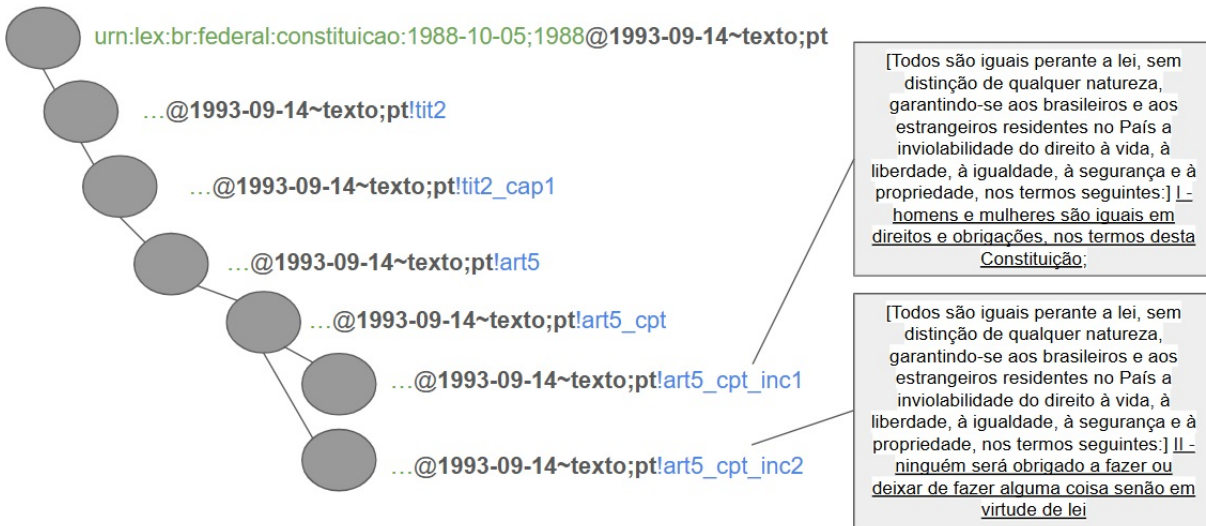 urn:lex:br:federal:constituicao:1988-10-05;1988@1993-09-14~texto;pt
...@1993-09-14~texto;pt!tit2
...@1993-09-14~texto;pt!tit2_cap1
...@1993-09-14~texto;pt!art5
...@1993-09-14~texto;pt!art5_cpt
...@1993-09-14~texto;pt!art5_cpt_inc1
...@1993-09-14~texto;pt!art5_cpt_inc2
[Todos são iguais perante a lei, sem
distinção de qualquer natureza,
garantindo-se aos brasileiros e aos
estrangeiros residentes no País a
inviolabilidade do direito à vida, à
liberdade, à igualdade, à segurança e à
propriedade, nos termos seguintes:] I -
homens e mulheres são iguais em
direitos e obrigações, nos termos desta
Constituição;
[Todos são iguais perante a lei, sem
distinção de qualquer natureza,
garantindo-se aos brasileiros e aos
estrangeiros residentes no País a
inviolabilidade do direito à vida, à
liberdade, à igualdade, à segurança e à
propriedade, nos termos seguintes:] II -
ninguém será obrigado a fazer ou
deixar de fazer alguma coisa senão em
virtude de lei